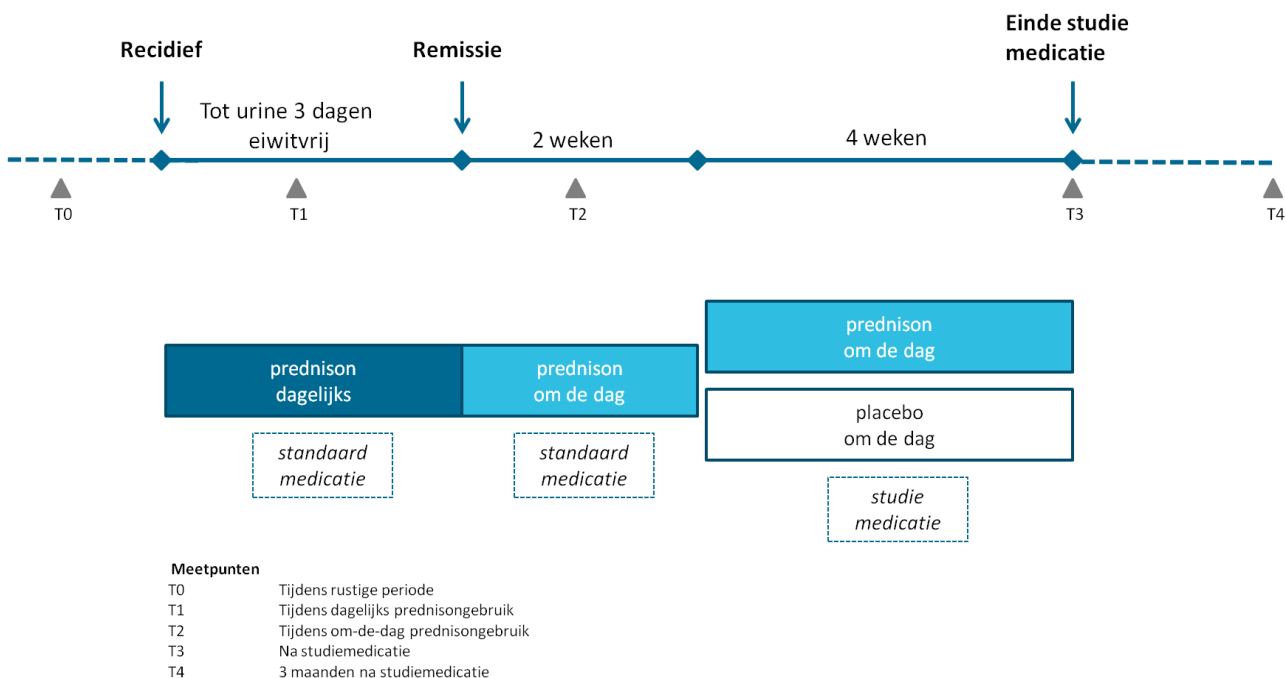 Recidief
Remissie
Einde studie
medicatie
Tot urine 3 dagen
eiwitvrij
2 weken
4 weken
T0
T1
T2
T3
T4
prednison
dagelijks
prednison
om de dag
prednison
om de dag
placebo
om de dag
standaard
medicatie
standaard
medicatie
studie
medicatie
Meetpunten
T0 Tijdens rustige periode
T1 Tijdens dagelijks prednisongebruik
T2 Tijdens om-de-dag prednisongebruik
T3 Na studiemedicatie
T4 3 maanden na studiemedicatie